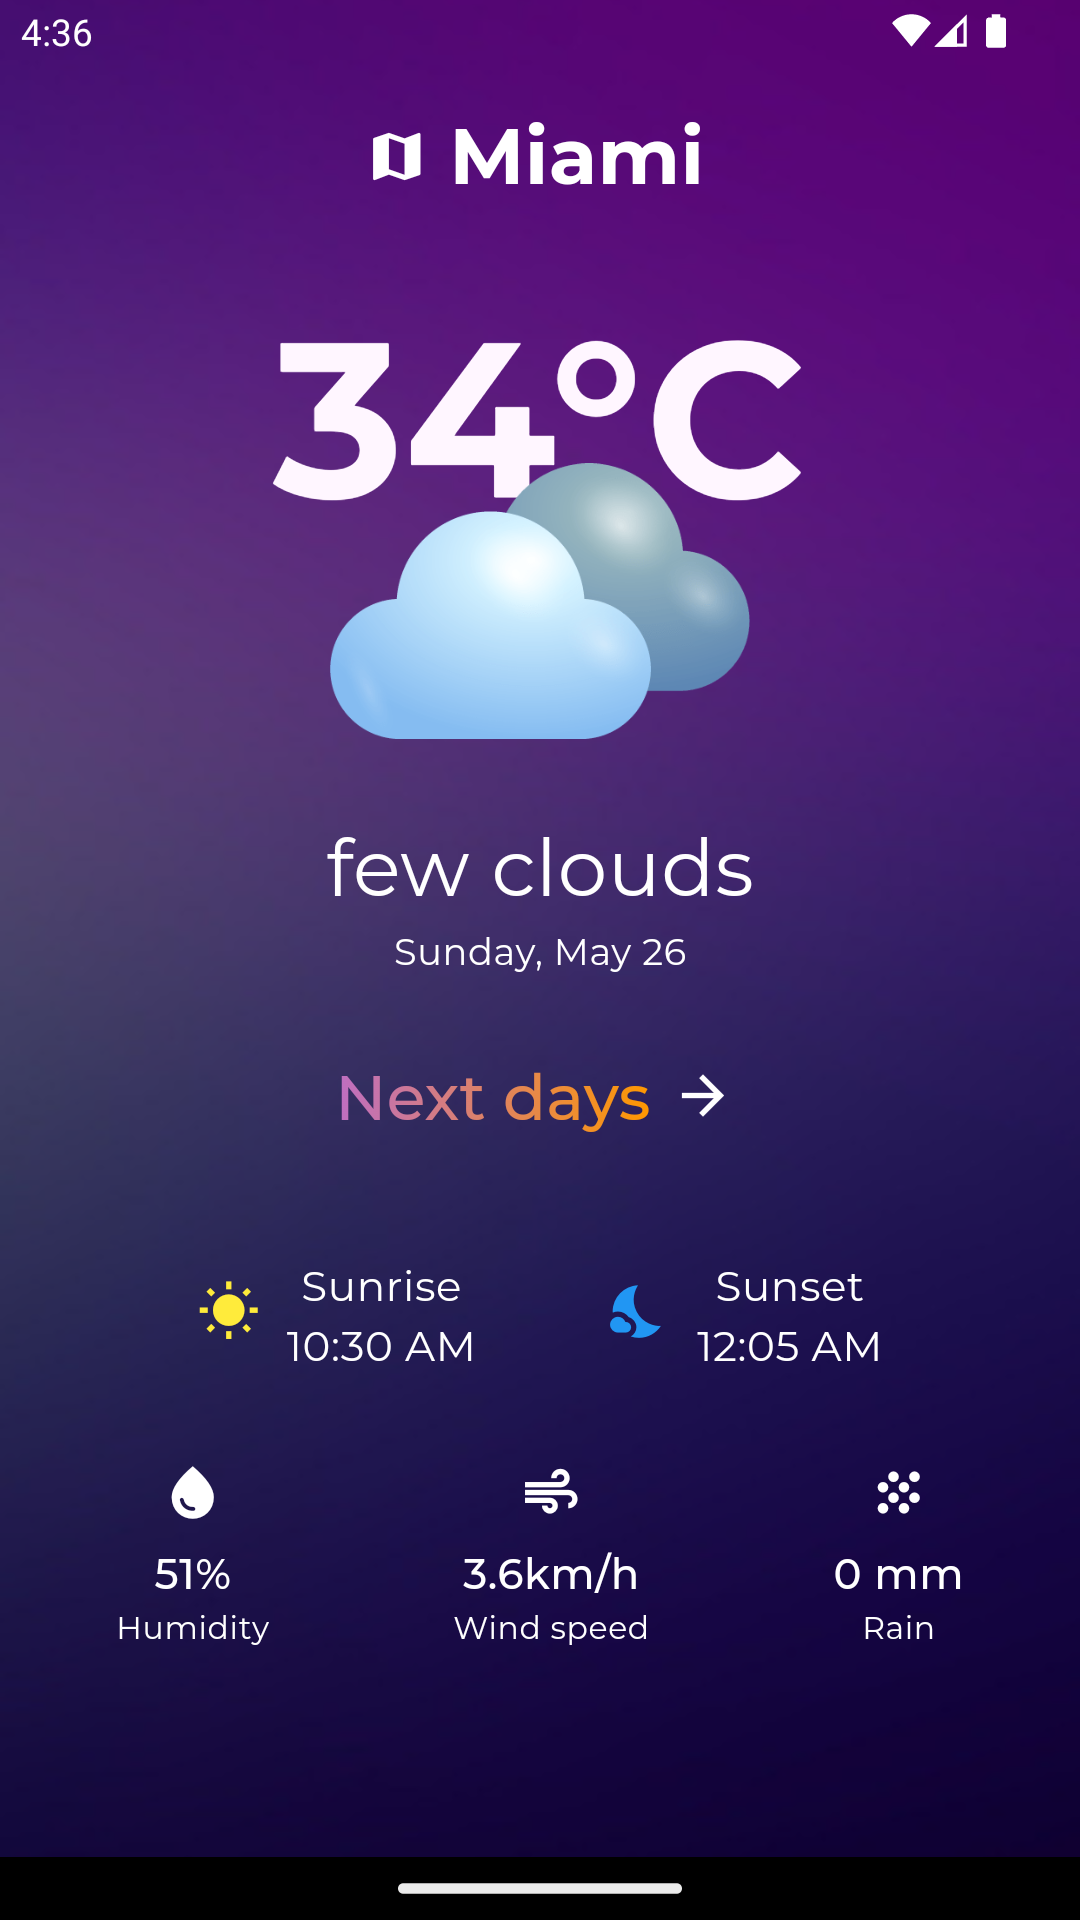 4:36
Miami
34°C
few clouds
Sunday, May 26
Next days
Sunrise
10:30 AM
Sunset
12:05 AM
51%
Humidity
3.6km/h
Wind speed
0 mm
Rain